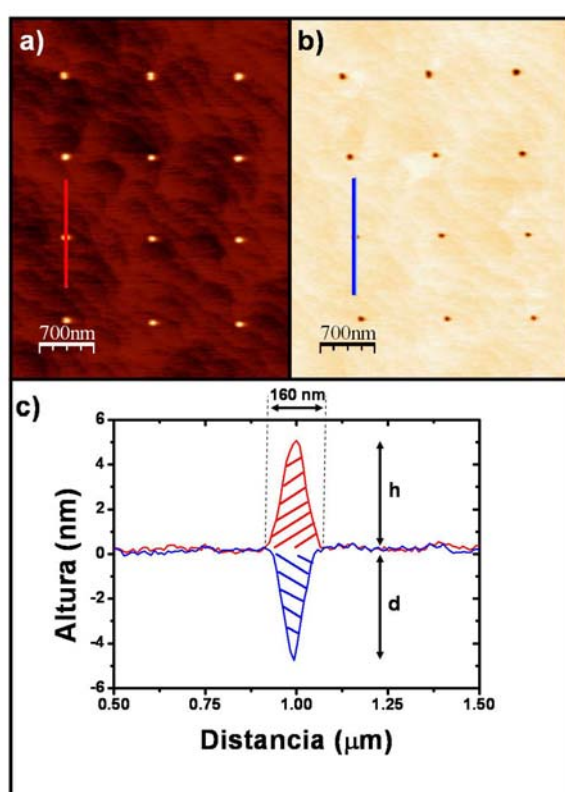 a)
b)
700nm
700nm
c)
160 nm
6
4
2
0
-2
-4
-6
Altura (nm)
h
d
0.50
0.75
1.00
1.25
1.50
Distancia (μm)